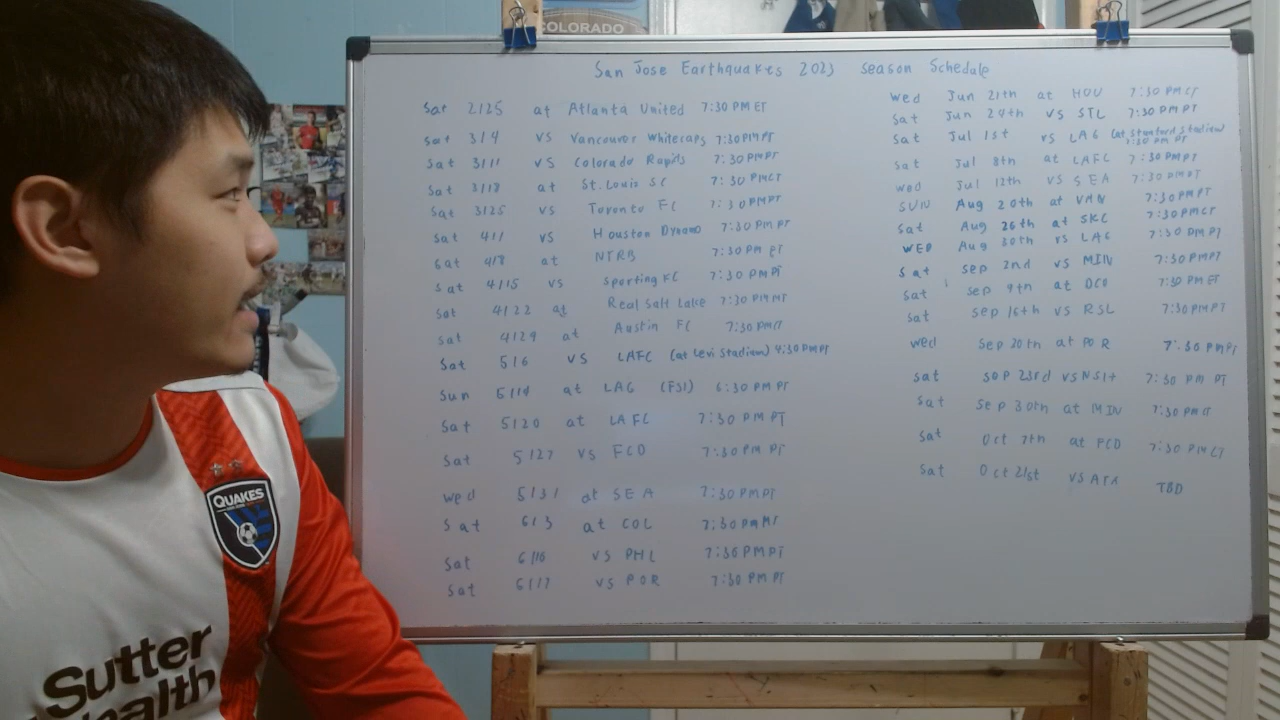 COLORADO
San Jose Earthquakes 2023 season Schedule
Sat 2/25 at Atlanta United 7:30 PM ET
Sat 3/4 VS Vancouver Whitecaps 7:30 PM PT
Sat 3/11 VS Colorado Rapids 7:30 PM PT
Sat 3/18 at St. Louis SC 7:30 PM CT
Sat 3/25 VS Toronto FC 7:30 PM PT
Sat 4/1 VS Houston Dynamo 7:30 PM PT
Sat 4/8 at NYRB 7:30 PM ET
Sat 4/15 VS Sporting KC 7:30 PM PT
Sat 4/22 at Real Salt Lake 7:30 PM MT
Sat 4/29 at Austin FC 7:30 PM CT
Sat 5/6 VS LAFC (at Levi Stadium) 4:30 PM PT
Sun 5/14 at LAG (FS1) 6:30 PM PT
Sat 5/20 at LAFC 7:30 PM PT
Sat 5/27 VS FCD 7:30 PM PT
Wed 5/31 at SEA 7:30 PM PT
Sat 6/3 at COL 7:30 PM MT
Sat 6/10 VS PHL 7:30 PM PT
Sat 6/17 VS POR 7:30 PM PT
Wed Jun 21th at HOU 7:30 PM CT
Sat Jun 24th VS STL 7:30 PM PT
Sat Jul 1st VS LAG (at Stanford Stadium) 7:30 PM PT
Sat Jul 8th at LAFC 7:30 PM PT
Wed Jul 12th VS SEA 7:30 PM PT
SUN Aug 20th at VAN 7:30 PM PT
Sat Aug 26th at SKC 7:30 PM CT
WED Aug 30th VS LAG 7:30 PM PT
Sat Sep 2nd VS MIN 7:30 PM PT
Sat Sep 9th at DCU 7:30 PM ET
Sat Sep 16th VS RSL 7:30 PM PT
Wed Sep 20th at POR 7:30 PM PT
Sat Sep 23rd VS NSH 7:30 PM PT
Sat Sep 30th at MIN 7:30 PM CT
Sat Oct 7th at FCD 7:30 PM CT
Sat Oct 21st VS ATX TBD
QUAKES
Sutter
Health